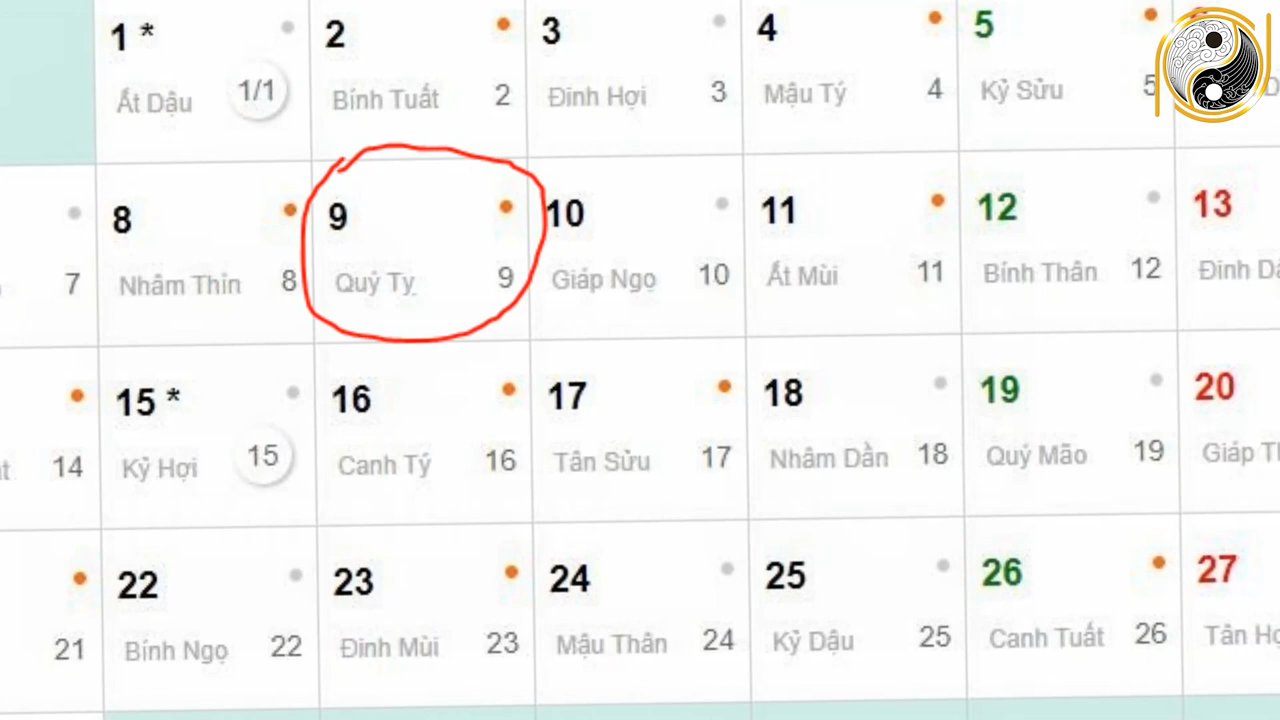 1 *
Ất Dậu 1/1
2
Bính Tuất 2
3
Đinh Hợi 3
4
Mậu Tý 4
5
Kỷ Sửu 5
7
8
Nhâm Thìn 8
9
Quý Tỵ 9
10
Giáp Ngọ 10
11
Ất Mùi 11
12
Bính Thân 12
13
Đinh
14
15 *
Kỷ Hợi 15
16
Canh Tý 16
17
Tân Sửu 17
18
Nhâm Dần 18
19
Quý Mão 19
20
Giáp
21
22
Bính Ngọ 22
23
Đinh Mùi 23
24
Mậu Thân 24
25
Kỷ Dậu 25
26
Canh Tuất 26
27
Tân